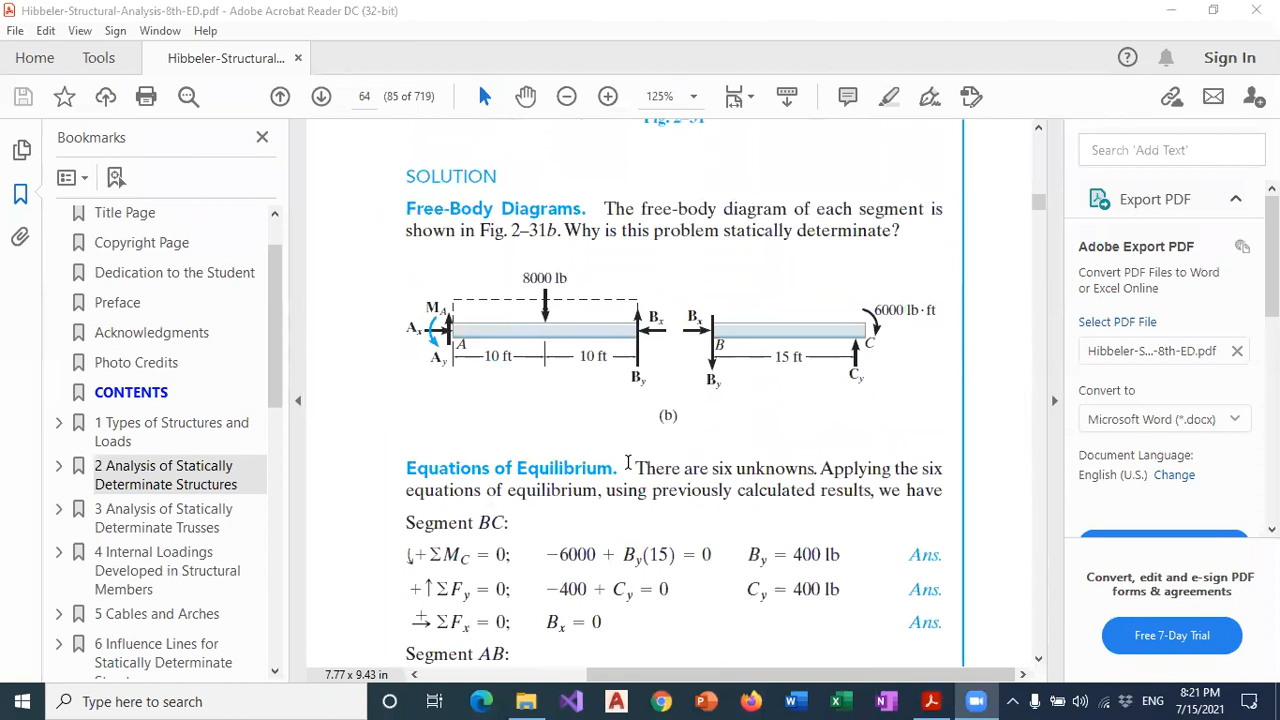 Hibbeler-Structural-Analysis-8th-ED.pdf - Adobe Acrobat Reader DC (32-bit)
File Edit View Sign Window Help
Home Tools Hibbeler-Structural... × Sign In
64 (85 of 719) 125%
Bookmarks
Title Page
Copyright Page
Dedication to the Student
Preface
Acknowledgments
Photo Credits
CONTENTS
1 Types of Structures and
Loads
2 Analysis of Statically
Determinate Structures
3 Analysis of Statically
Determinate Trusses
4 Internal Loadings
Developed in Structural
Members
5 Cables and Arches
6 Influence Lines for
Statically Determinate
Fig. 2–31
SOLUTION
Free-Body Diagrams. The free-body diagram of each segment is
shown in Fig. 2–31b. Why is this problem statically determinate?
8000 lb
6000 lb · ft
M_A
A_x
A_y
A
10 ft
10 ft
B_x
B_y
B_x
B
B_y
15 ft
C
C_y
(b)
Equations of Equilibrium. There are six unknowns. Applying the six
equations of equilibrium, using previously calculated results, we have
Segment BC:
↓+ΣM_C = 0; −6000 + B_y(15) = 0 B_y = 400 lb Ans.
+↑ΣF_y = 0; −400 + C_y = 0 C_y = 400 lb Ans.
→+ ΣF_x = 0; B_x = 0 Ans.
Segment AB:
7.77 x 9.43 in
Search 'Add Text'
Export PDF
Adobe Export PDF
Convert PDF Files to Word
or Excel Online
Select PDF File
Hibbeler-S...-8th-ED.pdf ×
Convert to
Microsoft Word (*.docx)
Document Language:
English (U.S.) Change
Convert, edit and e-sign PDF
forms & agreements
Free 7-Day Trial
Type here to search
ENG
8:21 PM
7/15/2021